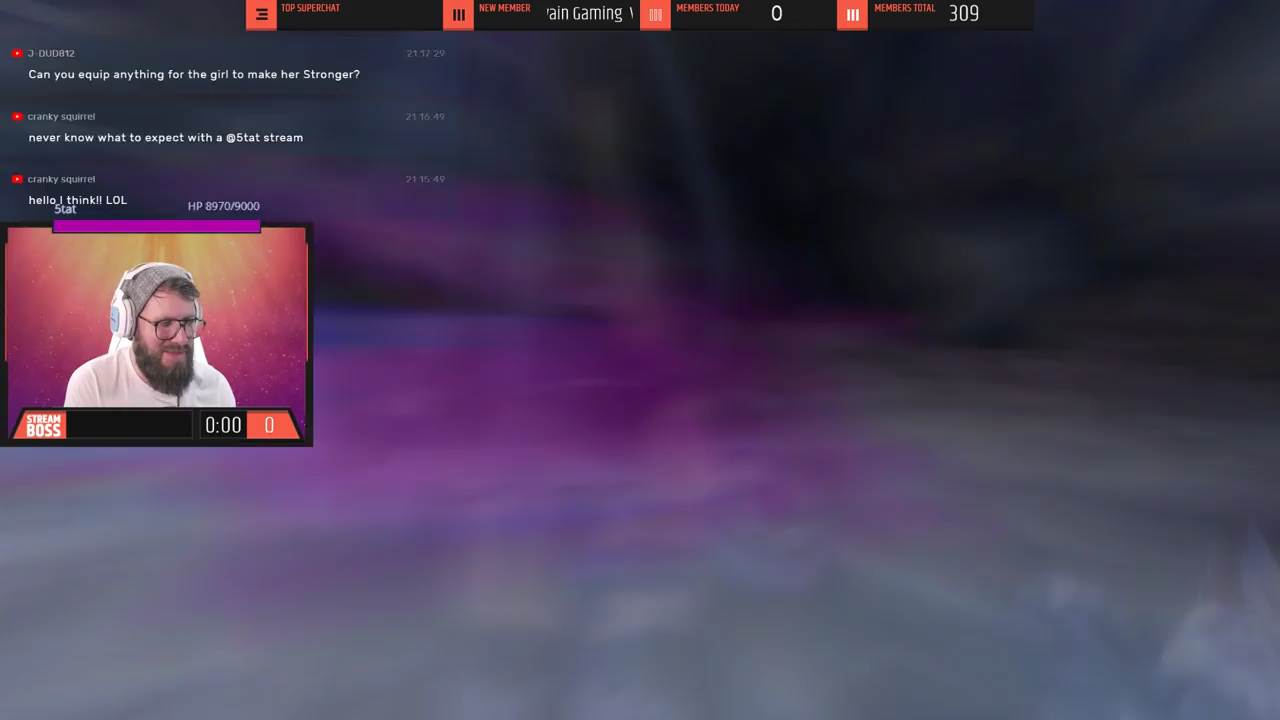 TOP SUPERCHAT
NEW MEMBER
ain Gaming
MEMBERS TODAY
0
MEMBERS TOTAL
309
J-DUD812
21:17:29
Can you equip anything for the girl to make her Stronger?
cranky squirrel
21:16:49
never know what to expect with a @5tat stream
cranky squirrel
21:15:49
hello I think!! LOL
5tat
HP 8970/9000
STREAM
BOSS
0:00
0